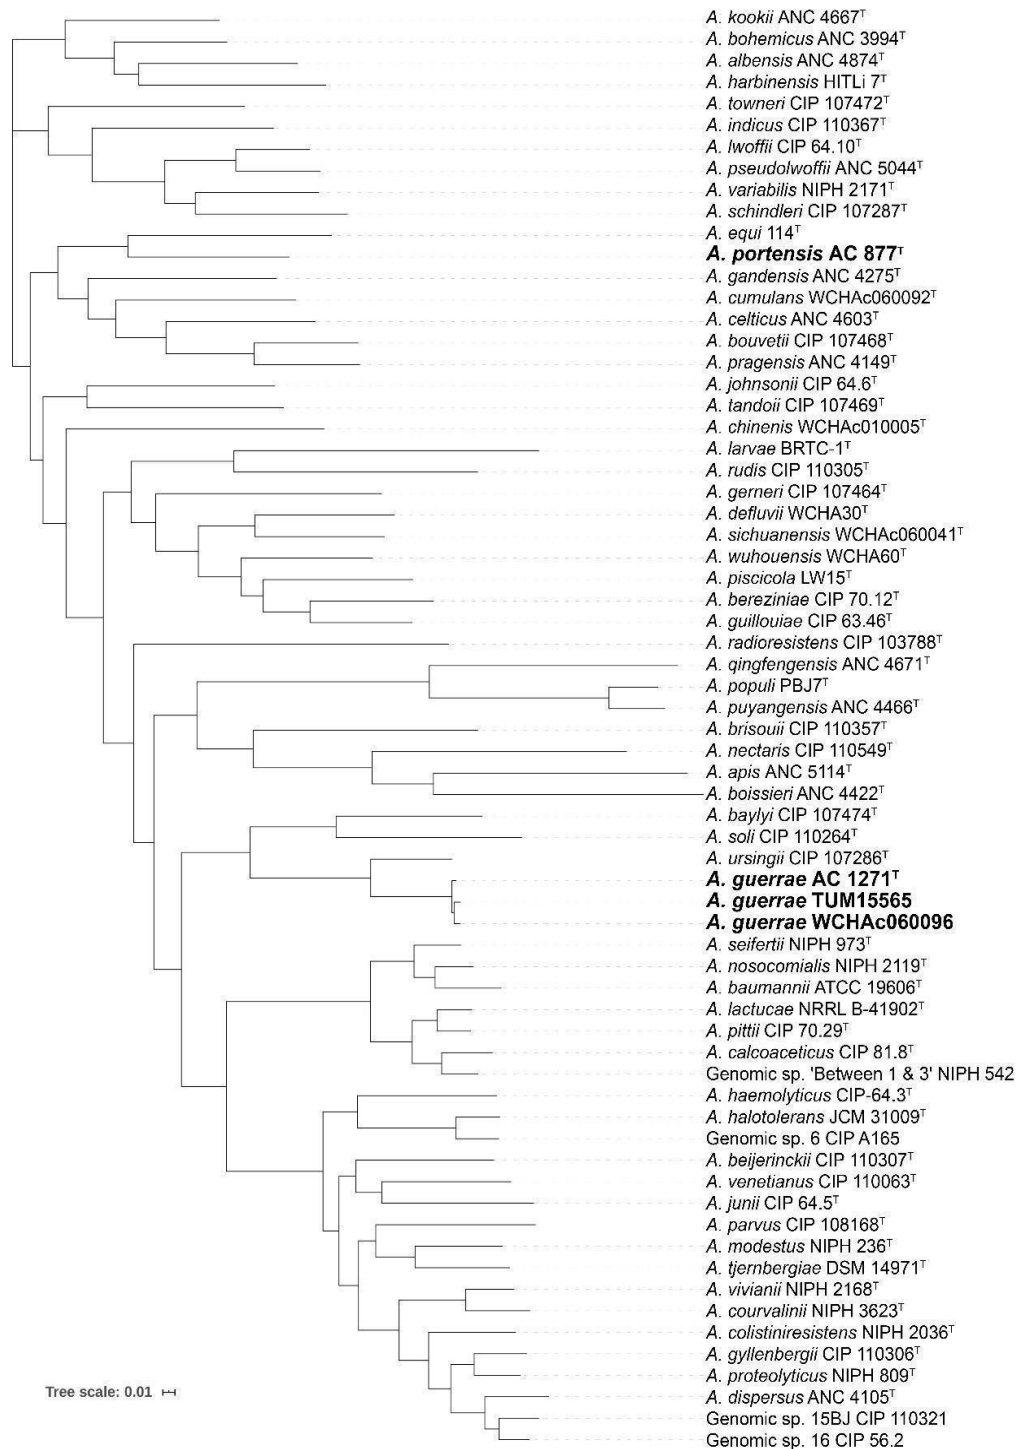 A. kookii ANC 4667ᵀ
A. bohemicus ANC 3994ᵀ
A. albensis ANC 4874ᵀ
A. harbinensis HITLi 7ᵀ
A. towneri CIP 107472ᵀ
A. indicus CIP 110367ᵀ
A. lwoffii CIP 64.10ᵀ
A. pseudolwoffii ANC 5044ᵀ
A. variabilis NIPH 2171ᵀ
A. schindleri CIP 107287ᵀ
A. equi 114ᵀ
A. portensis AC 877ᵀ
A. gandensis ANC 4275ᵀ
A. cumulans WCHAc060092ᵀ
A. celticus ANC 4603ᵀ
A. bouvetii CIP 107468ᵀ
A. pragensis ANC 4149ᵀ
A. johnsonii CIP 64.6ᵀ
A. tandoii CIP 107469ᵀ
A. chinenis WCHAc010005ᵀ
A. larvae BRTC-1ᵀ
A. rudis CIP 110305ᵀ
A. gerneri CIP 107464ᵀ
A. defluvii WCHA30ᵀ
A. sichuanensis WCHAc060041ᵀ
A. wuhouensis WCHA60ᵀ
A. piscicola LW15ᵀ
A. bereziniae CIP 70.12ᵀ
A. guillouiae CIP 63.46ᵀ
A. radioresistens CIP 103788ᵀ
A. qingfengensis ANC 4671ᵀ
A. populi PBJ7ᵀ
A. puyangensis ANC 4466ᵀ
A. brisouii CIP 110357ᵀ
A. nectaris CIP 110549ᵀ
A. apis ANC 5114ᵀ
A. boissieri ANC 4422ᵀ
A. baylyi CIP 107474ᵀ
A. soli CIP 110264ᵀ
A. ursingii CIP 107286ᵀ
A. guerrae AC 1271ᵀ
A. guerrae TUM15565
A. guerrae WCHAc060096
A. seifertii NIPH 973ᵀ
A. nosocomialis NIPH 2119ᵀ
A. baumannii ATCC 19606ᵀ
A. lactucae NRRL B-41902ᵀ
A. pittii CIP 70.29ᵀ
A. calcoaceticus CIP 81.8ᵀ
Genomic sp. 'Between 1 & 3' NIPH 542
A. haemolyticus CIP-64.3ᵀ
A. halotolerans JCM 31009ᵀ
Genomic sp. 6 CIP A165
A. beijerinckii CIP 110307ᵀ
A. venetianus CIP 110063ᵀ
A. junii CIP 64.5ᵀ
A. parvus CIP 108168ᵀ
A. modestus NIPH 236ᵀ
A. tjernbergiae DSM 14971ᵀ
A. vivianii NIPH 2168ᵀ
A. courvalinii NIPH 3623ᵀ
A. colistiniresistens NIPH 2036ᵀ
A. gyllenbergii CIP 110306ᵀ
A. proteolyticus NIPH 809ᵀ
Tree scale: 0.01
A. dispersus ANC 4105ᵀ
Genomic sp. 15BJ CIP 110321
Genomic sp. 16 CIP 56.2